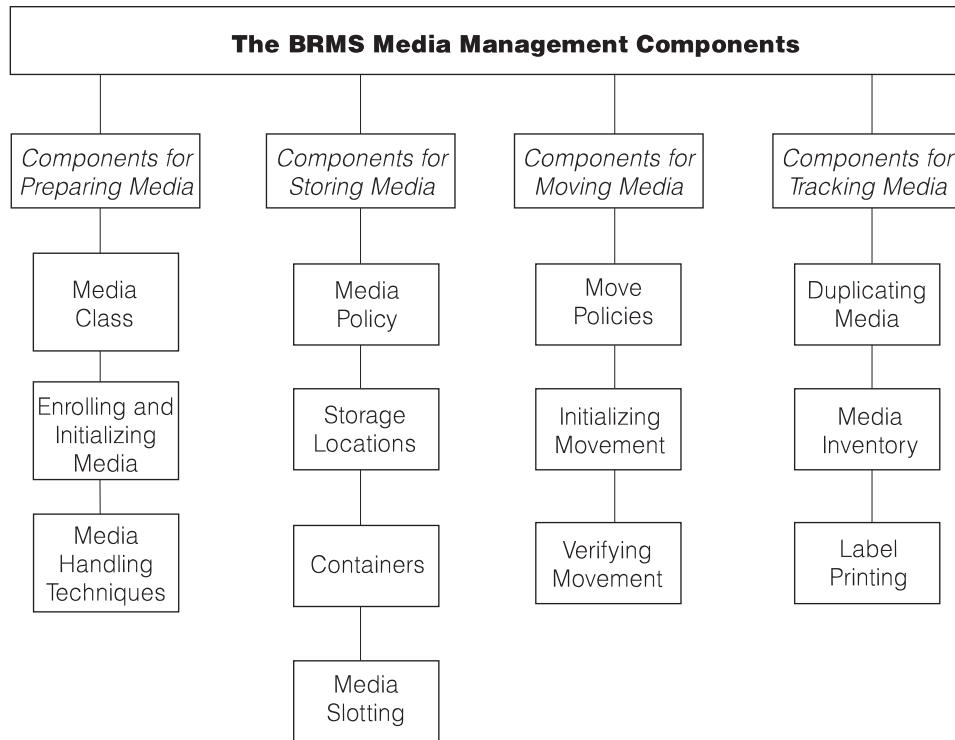 The BRMS Media Management Components
Components for
Preparing Media
Components for
Storing Media
Components for
Moving Media
Components for
Tracking Media
Media
Class
Enrolling and
Initializing
Media
Media
Handling
Techniques
Media
Policy
Storage
Locations
Containers
Media
Slotting
Move
Policies
Initializing
Movement
Verifying
Movement
Duplicating
Media
Media
Inventory
Label
Printing